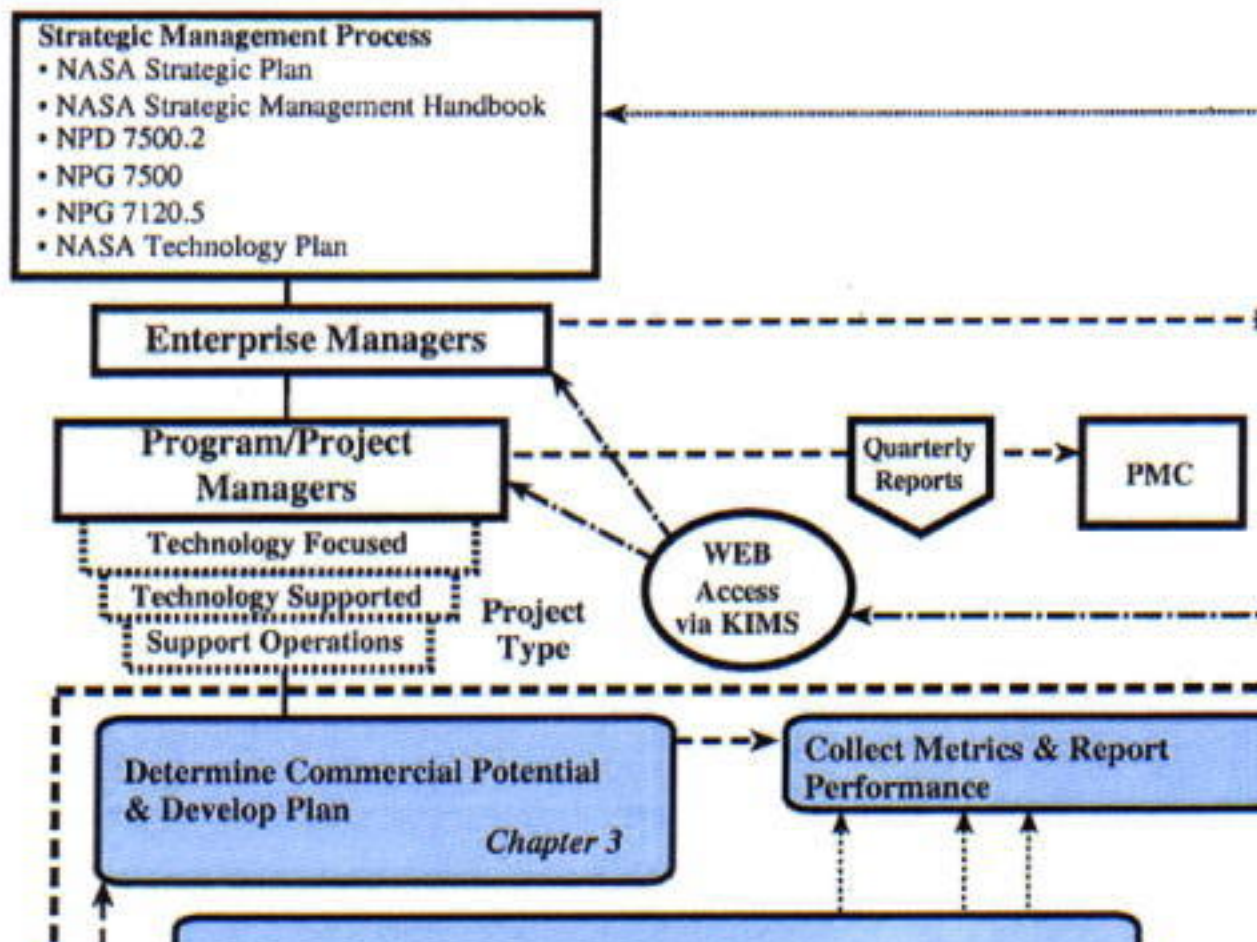 Strategic Management Process
• NASA Strategic Plan
• NASA Strategic Management Handbook
• NPD 7500.2
• NPG 7500
• NPG 7120.5
• NASA Technology Plan
Enterprise Managers
Program/Project
Managers
Quarterly
Reports
PMC
Technology Focused
Technology Supported
Support Operations
Project
Type
WEB
Access
via KIMS
Determine Commercial Potential
& Develop Plan
Chapter 3
Collect Metrics & Report
Performance